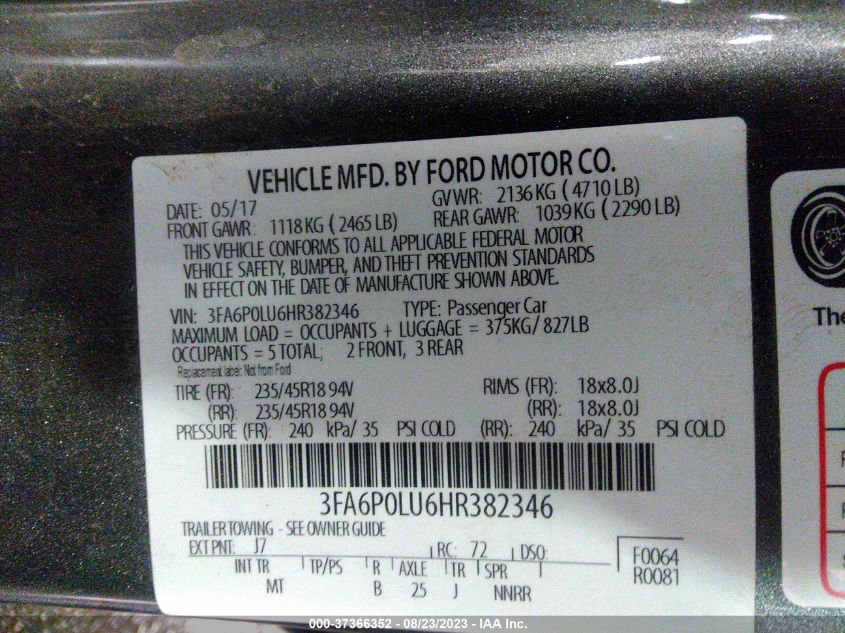 VEHICLE MFD. BY FORD MOTOR CO.
DATE: 05/17 GVWR: 2136 KG ( 4710 LB)
FRONT GAWR: 1118 KG ( 2465 LB) REAR GAWR: 1039 KG ( 2290 LB)
THIS VEHICLE CONFORMS TO ALL APPLICABLE FEDERAL MOTOR
VEHICLE SAFETY, BUMPER, AND THEFT PREVENTION STANDARDS
IN EFFECT ON THE DATE OF MANUFACTURE SHOWN ABOVE.
VIN: 3FA6P0LU6HR382346 TYPE: Passenger Car
MAXIMUM LOAD = OCCUPANTS + LUGGAGE = 375KG/ 827LB
OCCUPANTS = 5 TOTAL; 2 FRONT, 3 REAR
Replacement label: Not from Ford
TIRE (FR): 235/45R18 94V RIMS (FR): 18x8.0J
(RR): 235/45R18 94V (RR): 18x8.0J
PRESSURE (FR): 240 kPa/ 35 PSI COLD (RR): 240 kPa/ 35 PSI COLD
3FA6P0LU6HR382346
TRAILER TOWING - SEE OWNER GUIDE
EXT PNT: J7 RC: 72 DSO: F0064
INT TR TP/PS R AXLE TR SPR R0081
MT B 25 J NNRR
The
000-37366352 - 08/23/2023 - IAA Inc.